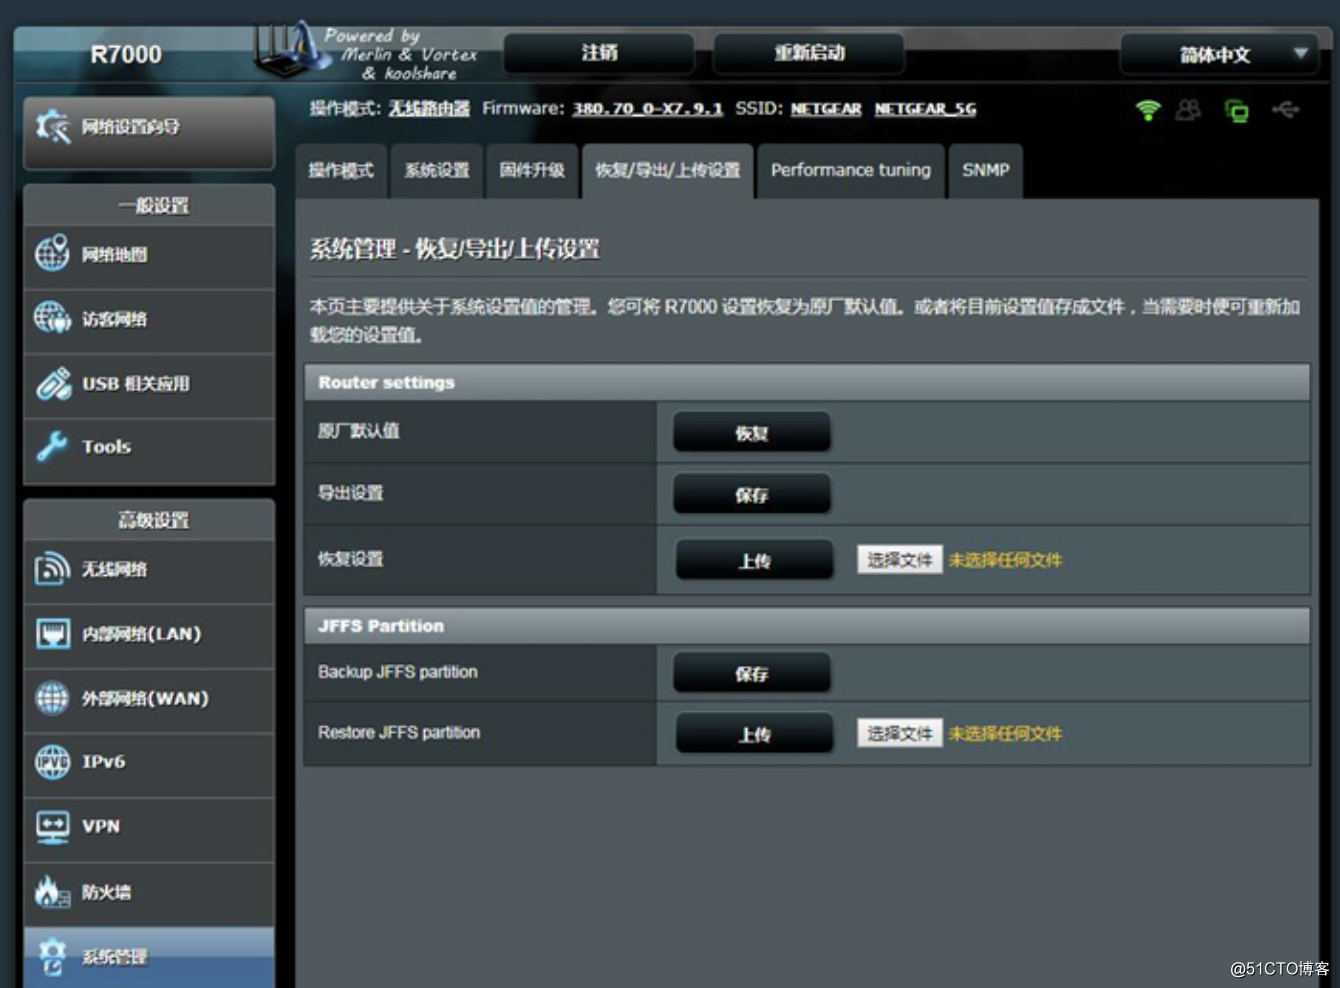 R7000
Powered by
Merlin & Vortex
& koolshare
注销
重新启动
简体中文
操作模式: 无线路由器 Firmware: 380.70_0-X7.9.1 SSID: NETGEAR NETGEAR_5G
网络设置向导
一般设置
网络地图
访客网络
USB 相关应用
Tools
高级设置
无线网络
内部网络(LAN)
外部网络(WAN)
IPv6
VPN
防火墙
系统管理
操作模式
系统设置
固件升级
恢复/导出/上传设置
Performance tuning
SNMP
系统管理 - 恢复/导出/上传设置
本页主要提供关于系统设置值的管理。您可将 R7000 设置恢复为原厂默认值。或者将目前设置值存成文件，当需要时便可重新加
载您的设置值。
Router settings
原厂默认值 恢复
导出设置 保存
恢复设置 上传 选择文件 未选择任何文件
JFFS Partition
Backup JFFS partition 保存
Restore JFFS partition 上传 选择文件 未选择任何文件
@51CTO博客